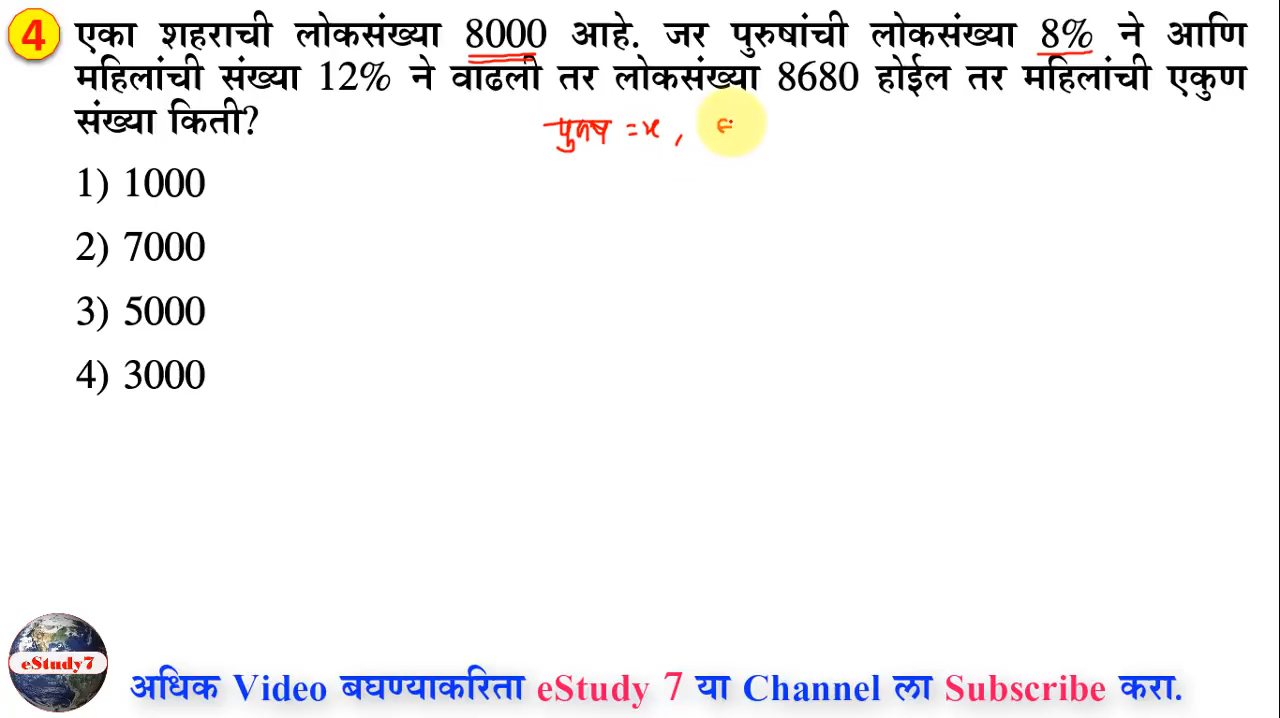 4 एका शहराची लोकसंख्या 8000 आहे. जर पुरुषांची लोकसंख्या 8% ने आणि
महिलांची संख्या 12% ने वाढली तर लोकसंख्या 8680 होईल तर महिलांची एकुण
संख्या किती?
पुरुष = x ,
1) 1000
2) 7000
3) 5000
4) 3000
eStudy7
अधिक Video बघण्याकरिता eStudy 7 या Channel ला Subscribe करा.